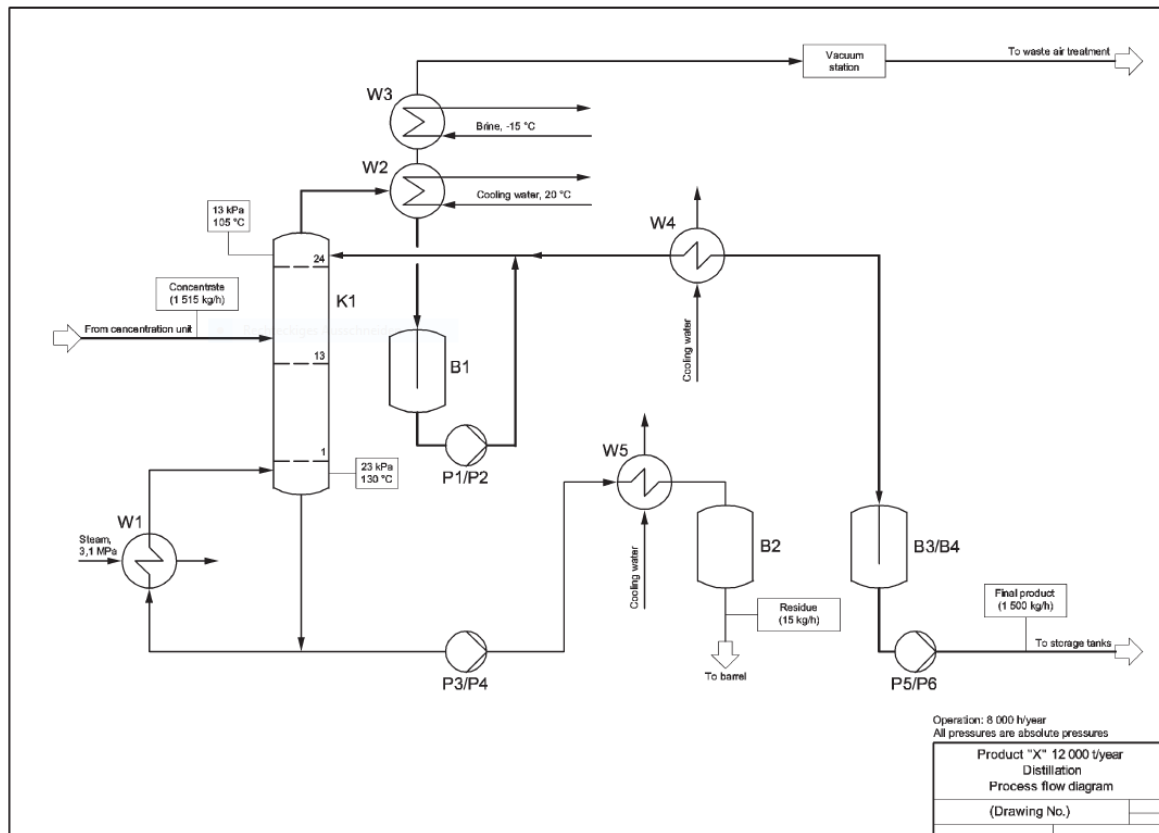 Vacuum
station
To waste air treatment
W3
Brine, -15 °C
W2
Cooling water, 20 °C
13 kPa
105 °C
W4
24
Concentrate
(1 515 kg/h)
K1
From concentration unit
Rechteckiges Ausschneiden
Cooling water
13
B1
1
P1/P2
23 kPa
130 °C
W5
W1
Steam,
3,1 MPa
B2
B3/B4
Cooling water
Residue
(15 kg/h)
Final product
(1 500 kg/h)
To storage tanks
P3/P4
To barrel
P5/P6
Operation: 8 000 h/year
All pressures are absolute pressures
Product "X" 12 000 t/year
Distillation
Process flow diagram
(Drawing No.)